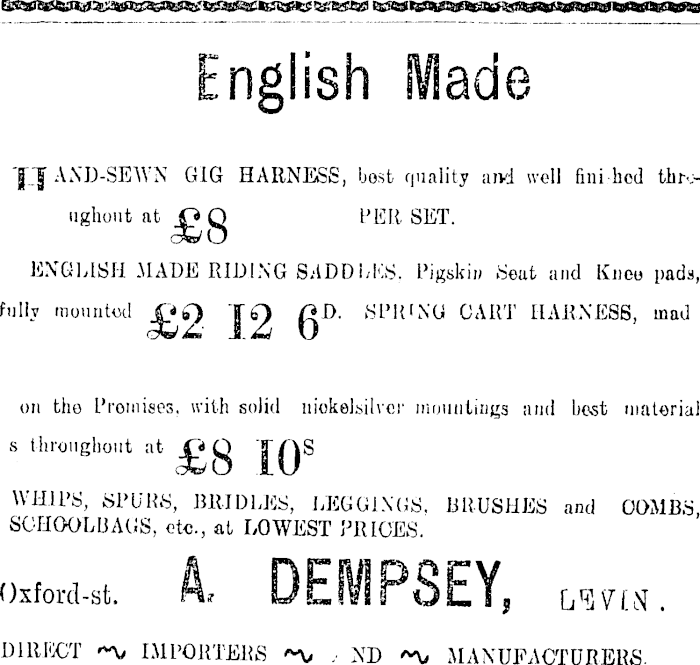 English Made
HAND-SEWN GIG HARNESS, best quality and well finished thro-
ughout at £8 PER SET.
ENGLISH MADE RIDING SADDLES, Pigskin Seat and Knee pads,
fully mounted £2 12 6D. SPRING CART HARNESS, mad
on the Premises, with solid nickelsilver mountings and best material
s throughout at £8 10S
WHIPS, SPURS, BRIDLES, LEGGINGS, BRUSHES and COMBS,
SCHOOLBAGS, etc., at LOWEST PRICES.
Oxford-st. A. DEMPSEY, LEVIN.
DIRECT IMPORTERS AND MANUFACTURERS.